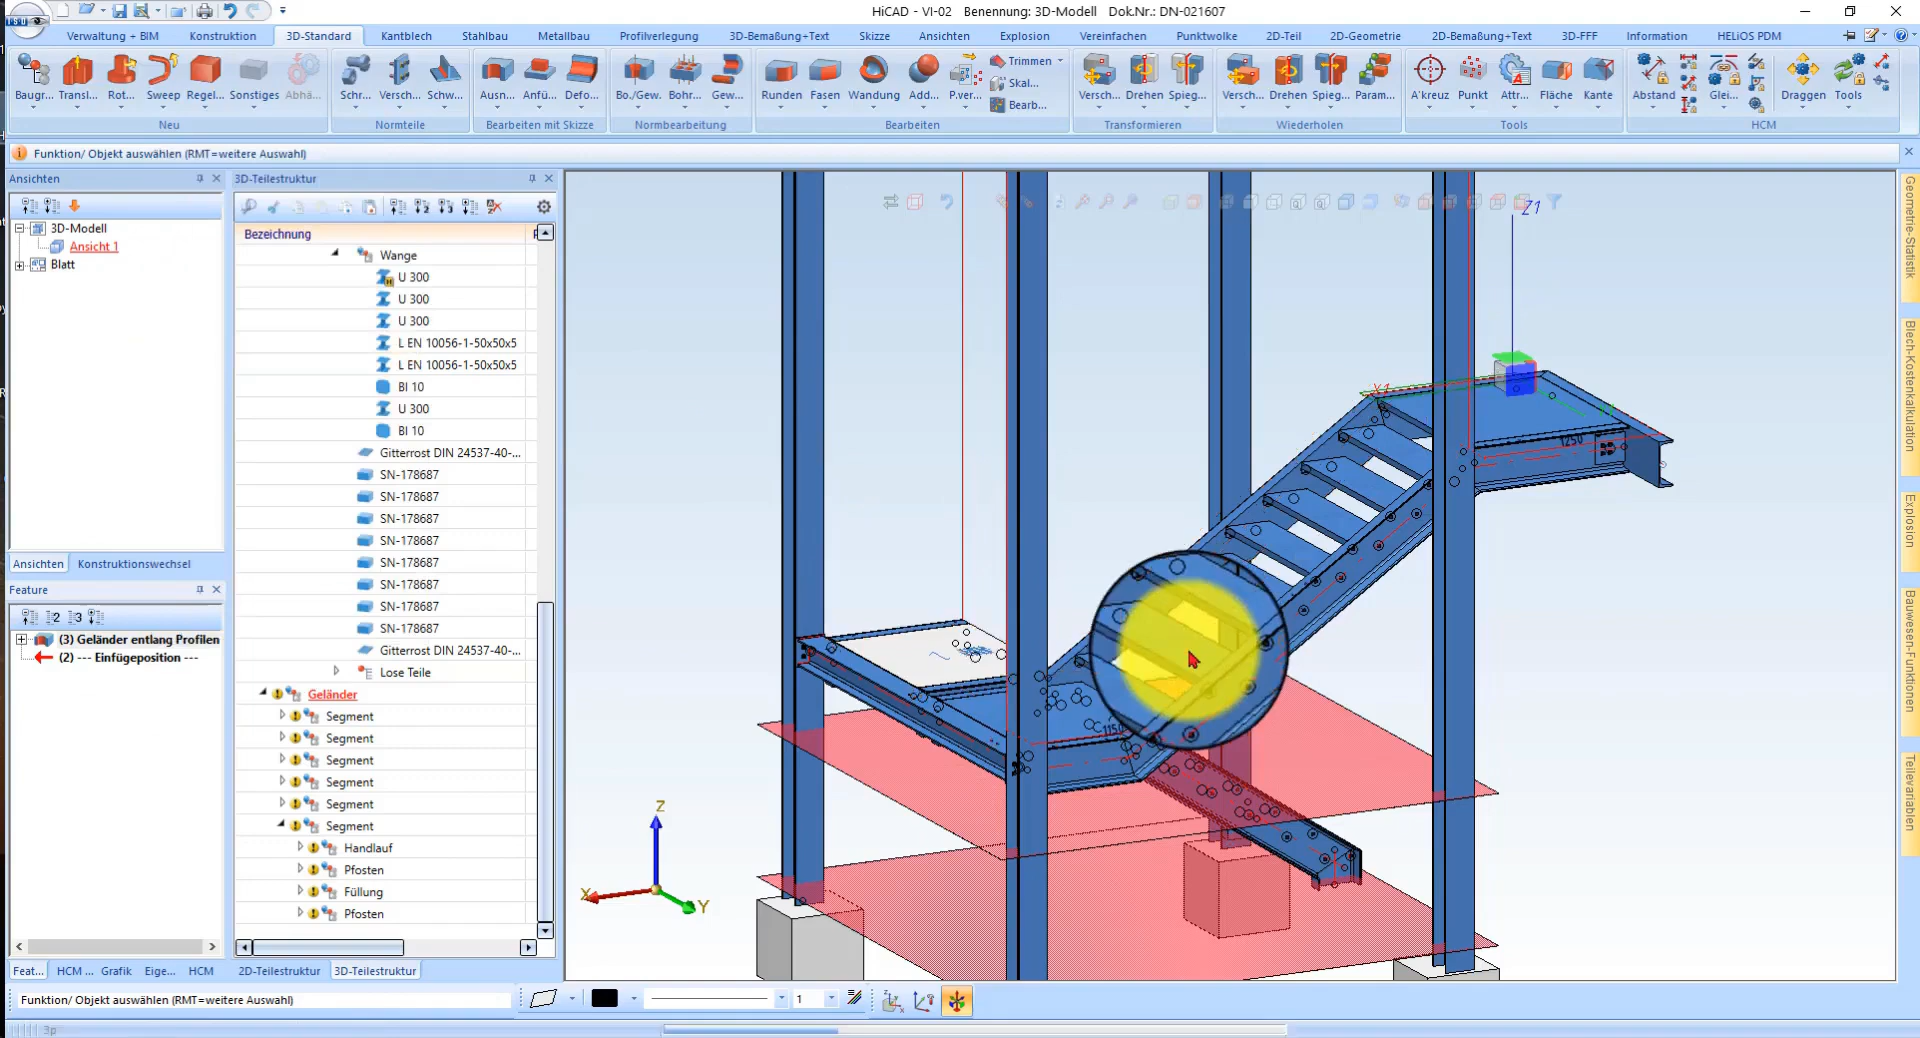 HiCAD - VI-02 Benennung: 3D-Modell Dok.Nr.: DN-021607
ISD
Verwaltung + BIM Konstruktion 3D-Standard Kantblech Stahlbau Metallbau Profilverlegung 3D-Bemaßung+Text Skizze Ansichten Explosion Vereinfachen Punktwolke 2D-Teil 2D-Geometrie 2D-Bemaßung+Text 3D-FFF Information HELiOS PDM
Trimmen
Skal...
Bearb...
Baugr... Transl... Rot... Sweep Regel... Sonstiges Abhä... Schr... Versch... Schw... Ausn... Anfü... Defo... Bo./Gew. Bohr... Gew... Runden Fasen Wandung Add... P.ver... Versch... Drehen Spieg... Versch... Drehen Spieg... Param... A'kreuz Punkt Attr... Fläche Kante Abstand Glei... Draggen Tools
Neu Normteile Bearbeiten mit Skizze Normbearbeitung Bearbeiten Transformieren Wiederholen Tools HCM
Funktion/ Objekt auswählen (RMT=weitere Auswahl)
Ansichten
3D-Modell
Ansicht 1
Blatt
Ansichten Konstruktionswechsel
Feature
(3) Geländer entlang Profilen
(2) --- Einfügeposition ---
Feat... HCM ... Grafik Eige... HCM
3D-Teilestruktur
Bezeichnung
Wange
U 300
U 300
U 300
L EN 10056-1-50x50x5
L EN 10056-1-50x50x5
Bl 10
U 300
Bl 10
Gitterrost DIN 24537-40-...
SN-178687
SN-178687
SN-178687
SN-178687
SN-178687
SN-178687
SN-178687
SN-178687
Gitterrost DIN 24537-40-...
Lose Teile
Geländer
Segment
Segment
Segment
Segment
Segment
Segment
Handlauf
Pfosten
Füllung
Pfosten
2D-Teilestruktur 3D-Teilestruktur
Z1
X1
1250
1150
Z
X
Y
Geometrie-Statistik
Blech-Kostenkalkulation
Explosion
Bauwesen-Funktionen
Teilevariablen
Funktion/ Objekt auswählen (RMT=weitere Auswahl)
1